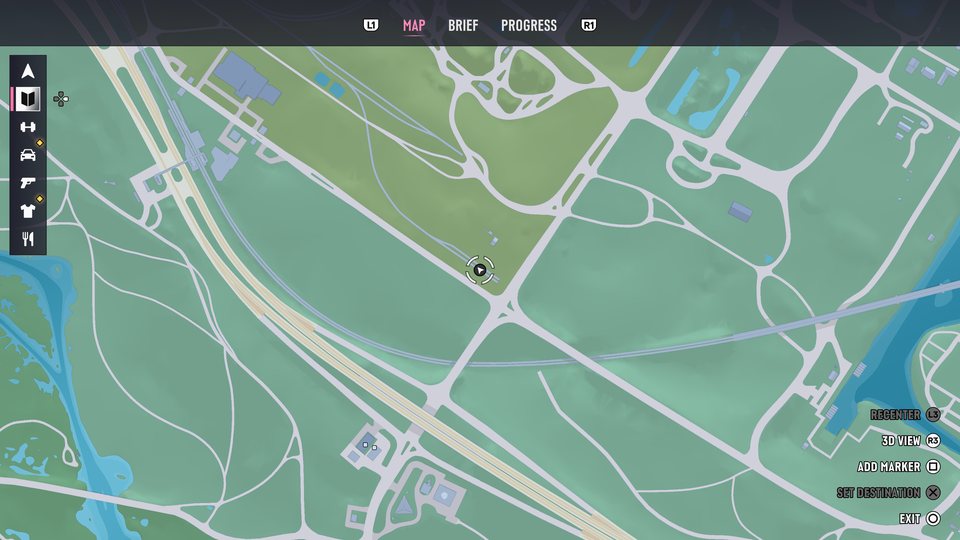 L1 MAP BRIEF PROGRESS R1
RECENTER L3
3D VIEW R3
ADD MARKER
SET DESTINATION
EXIT